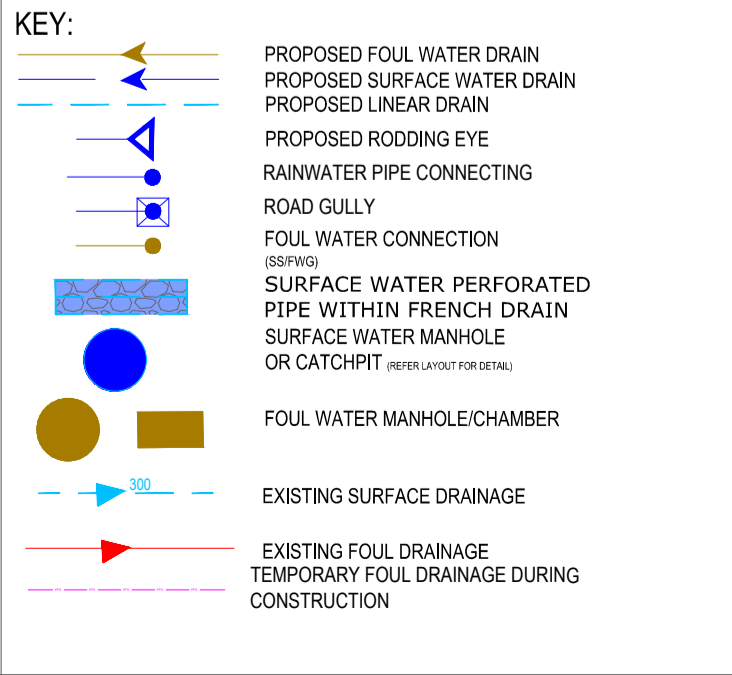 KEY:
PROPOSED FOUL WATER DRAIN
PROPOSED SURFACE WATER DRAIN
PROPOSED LINEAR DRAIN
PROPOSED RODDING EYE
RAINWATER PIPE CONNECTING
ROAD GULLY
FOUL WATER CONNECTION
(SS/FWG)
SURFACE WATER PERFORATED
PIPE WITHIN FRENCH DRAIN
SURFACE WATER MANHOLE
OR CATCHPIT (REFER LAYOUT FOR DETAIL)
FOUL WATER MANHOLE/CHAMBER
300
EXISTING SURFACE DRAINAGE
EXISTING FOUL DRAINAGE
TEMPORARY FOUL DRAINAGE DURING
CONSTRUCTION